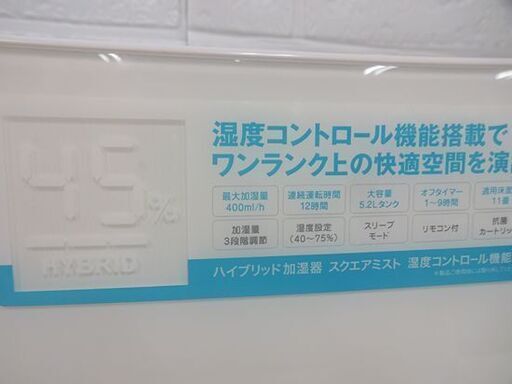 45%
HYBRID
湿度コントロール機能搭載で
ワンランク上の快適空間を演
最大加湿量 400ml/h
連続運転時間 12時間
大容量 5.2Lタンク
オフタイマー 1~9時間
適用床面 11畳
加湿量 3段階調節
湿度設定 (40~75%)
スリープ モード
リモコン付
抗菌 カートリッ
ハイブリッド加湿器 スクエアミスト 湿度コントロール機能